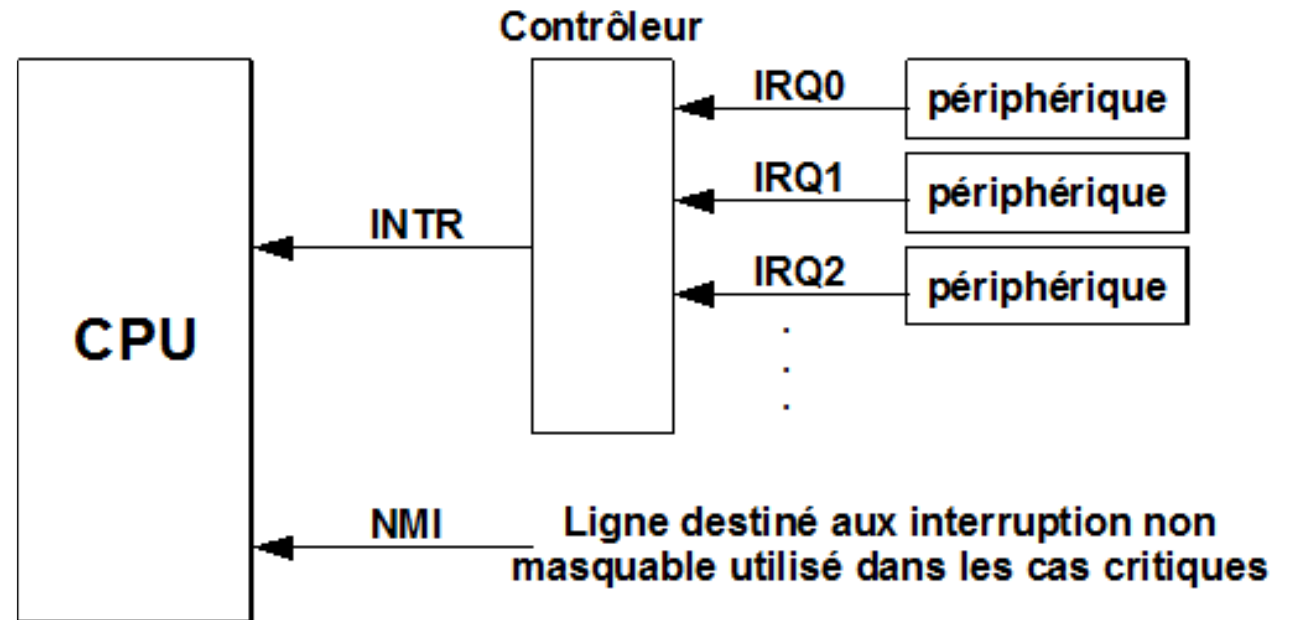 Contrôleur
IRQ0
périphérique
IRQ1
périphérique
INTR
IRQ2
périphérique
CPU
.
.
.
NMI
Ligne destiné aux interruption non
masquable utilisé dans les cas critiques